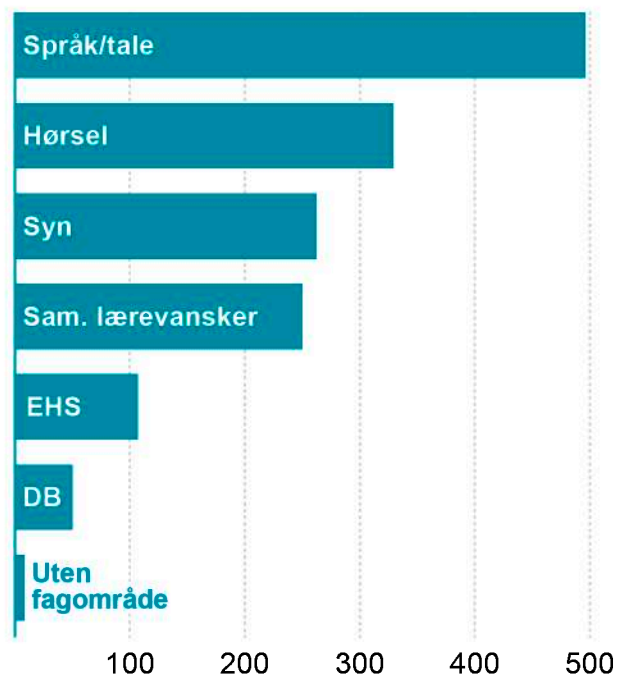 Språk/tale
Hørsel
Syn
Sam. lærevansker
EHS
DB
Uten
fagområde
100 200 300 400 500